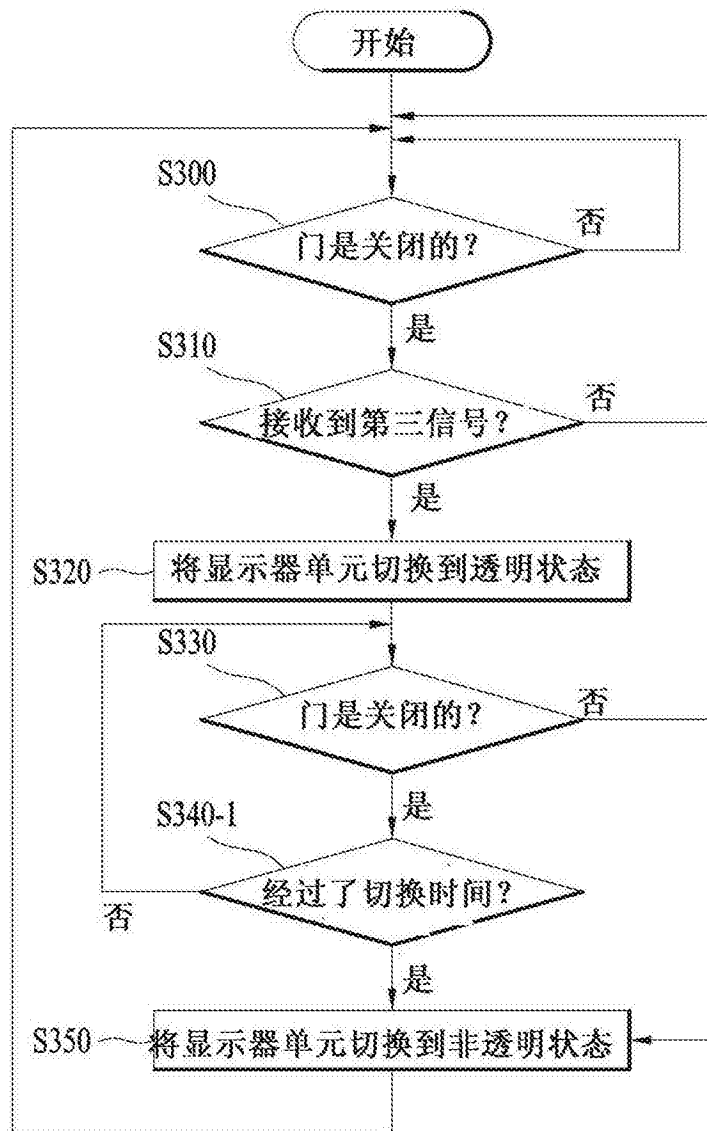 开始
S300
门是关闭的？
否
是
S310
接收到第三信号？
否
是
S320
将显示器单元切换到透明状态
S330
门是关闭的？
否
是
S340-1
经过了切换时间？
否
是
S350
将显示器单元切换到非透明状态